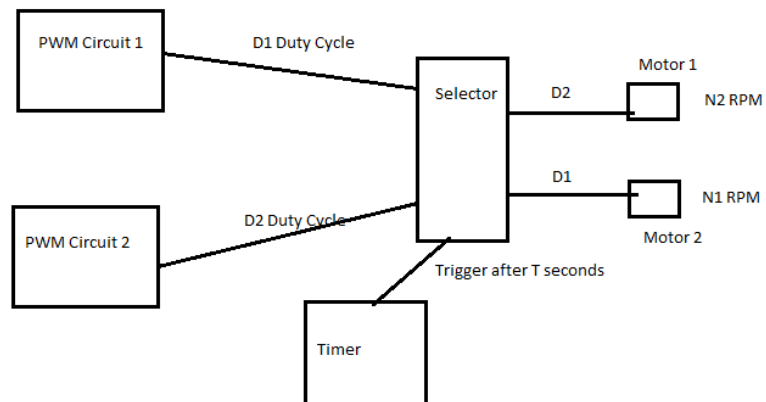 PWM Circuit 1
D1 Duty Cycle
Selector
Motor 1
D2
N2 RPM
D1
N1 RPM
Motor 2
D2 Duty Cycle
PWM Circuit 2
Trigger after T seconds
Timer